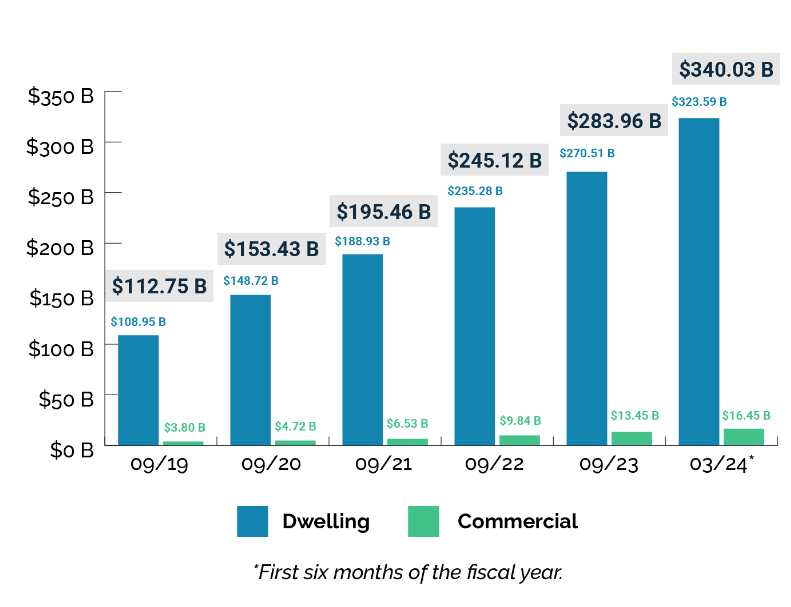 $340.03 B
$323.59 B
$350 B
$283.96 B
$300 B
$270.51 B
$245.12 B
$235.28 B
$250 B
$195.46 B
$188.93 B
$200 B
$153.43 B
$148.72 B
$150 B
$112.75 B
$108.95 B
$100 B
$50 B
$3.80 B
$4.72 B
$6.53 B
$9.84 B
$13.45 B
$16.45 B
$0 B
09/19
09/20
09/21
09/22
09/23
03/24*
Dwelling
Commercial
*First six months of the fiscal year.